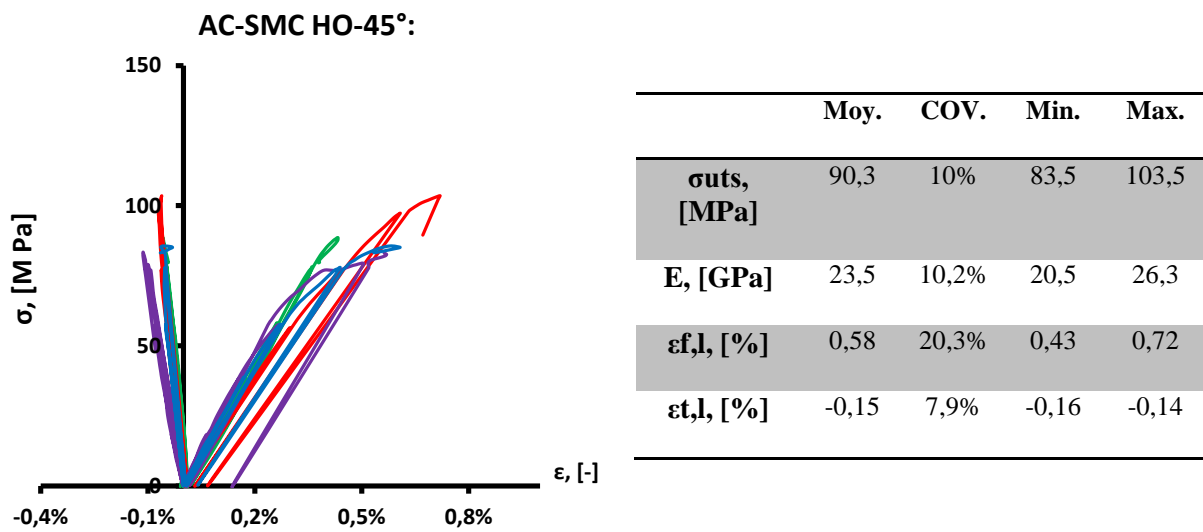 AC-SMC HO-45°:
150
100
50
0
σ, [M Pa]
ε, [-]
-0,4% -0,1% 0,2% 0,5% 0,8%
Moy. COV. Min. Max.
σuts, [MPa] 90,3 10% 83,5 103,5
E, [GPa] 23,5 10,2% 20,5 26,3
εf,l, [%] 0,58 20,3% 0,43 0,72
εt,l, [%] -0,15 7,9% -0,16 -0,14